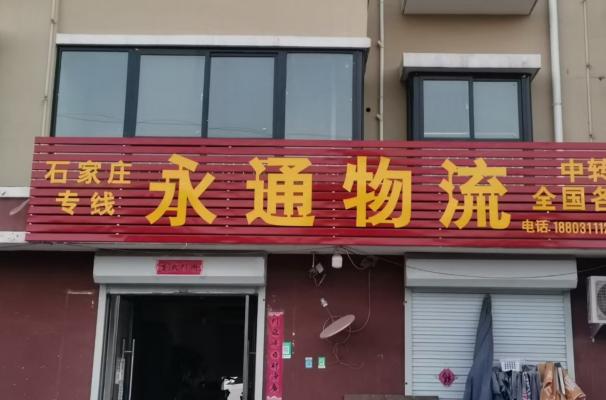 石家庄
专线
永通物流
中转
全国各
电话 18803111